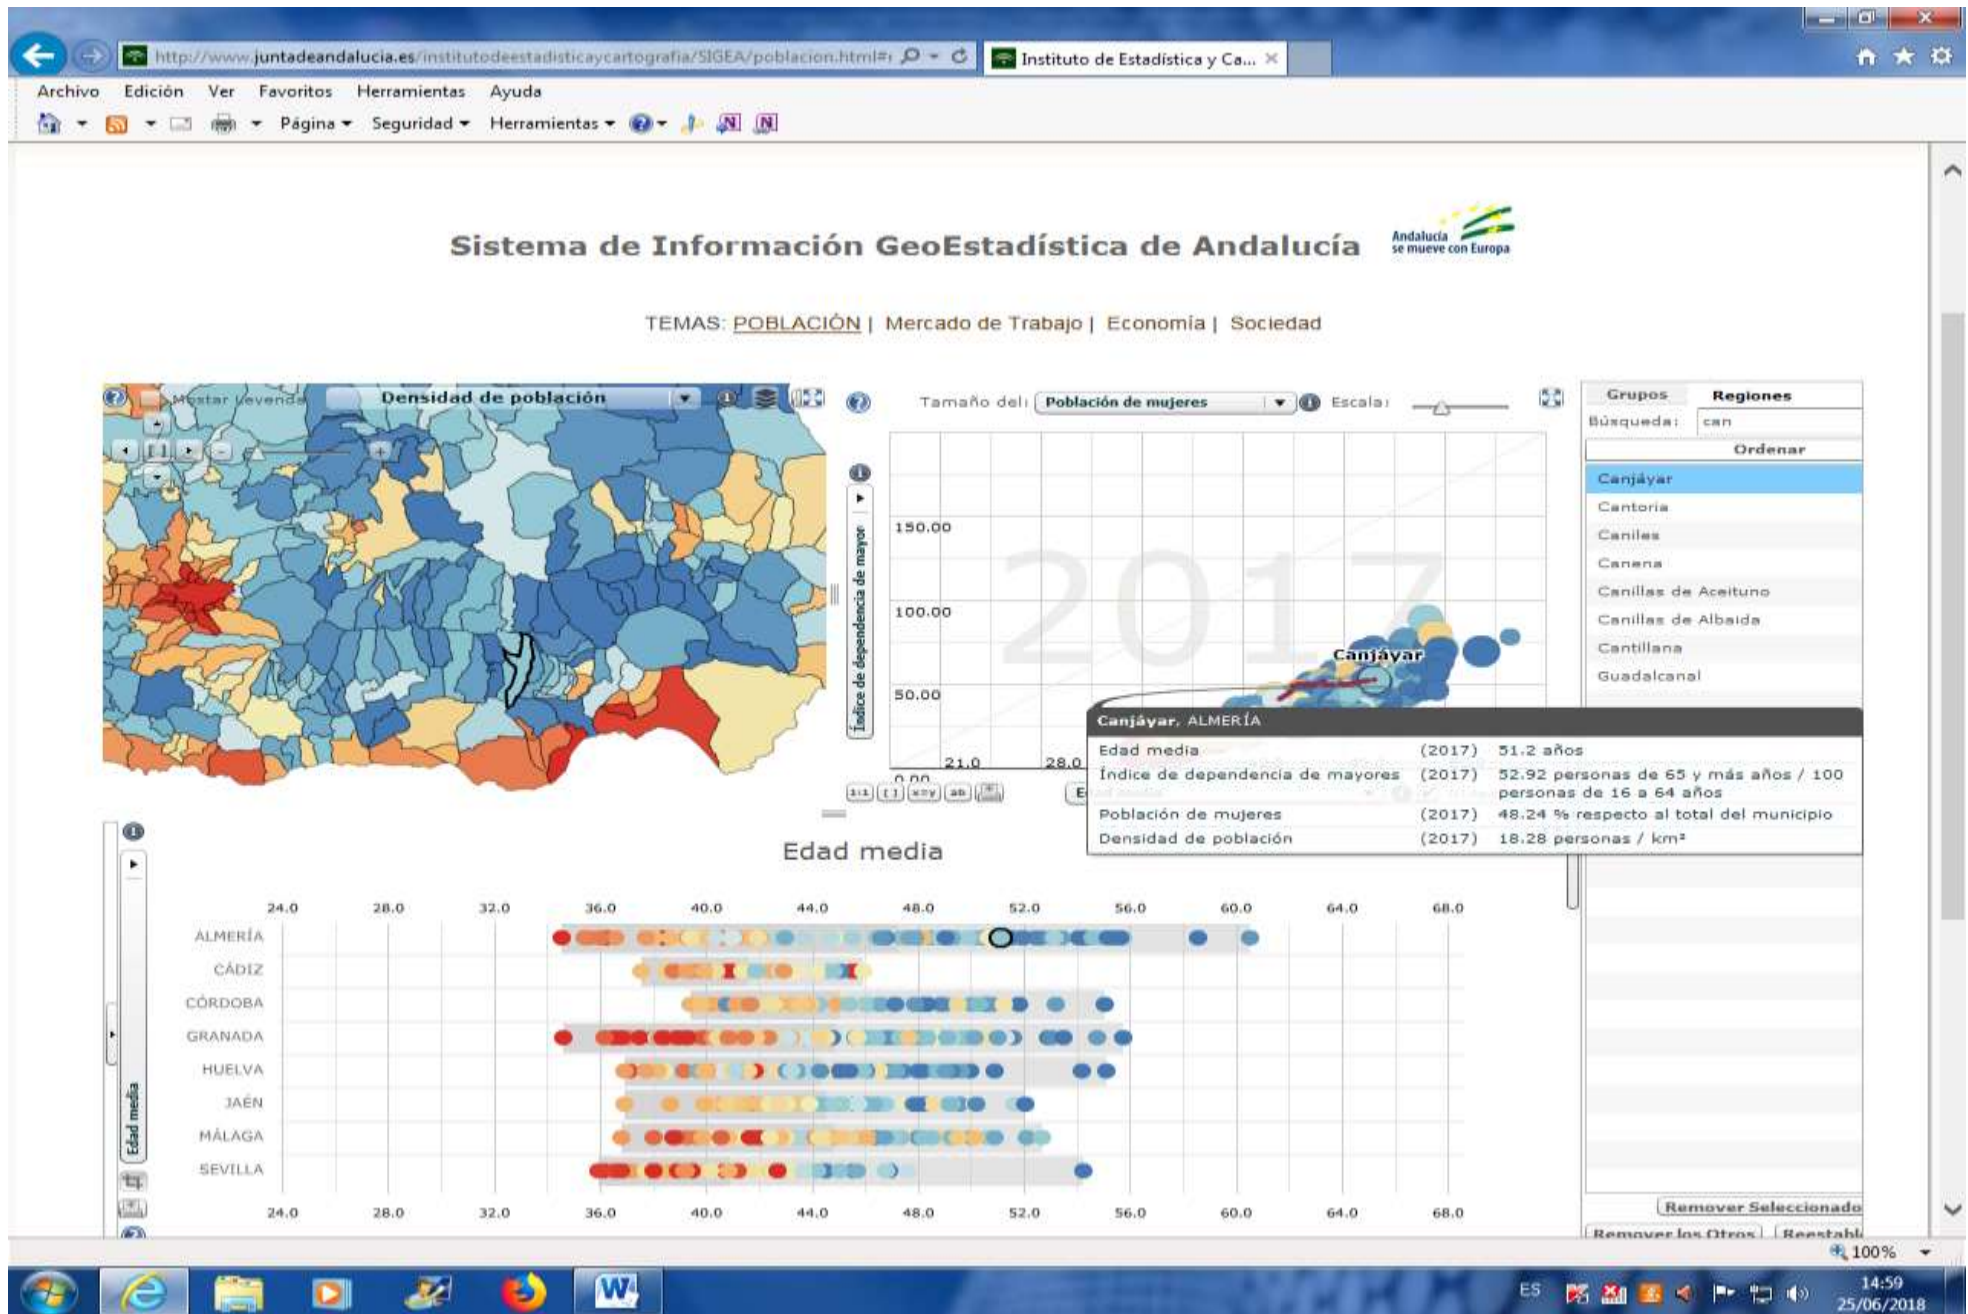 http://www.juntadeandalucia.es/institutodeestadisticaycartografia/SIGEA/poblacion.html#
Instituto de Estadística y Ca...
Archivo Edición Ver Favoritos Herramientas Ayuda
Página Seguridad Herramientas
Sistema de Información GeoEstadística de Andalucía
Andalucía
se mueve con Europa
TEMAS: POBLACIÓN | Mercado de Trabajo | Economía | Sociedad
Mostar Leyenda Densidad de población
Tamaño del: Población de mujeres Escala:
Índice de dependencia de mayor
2017
150.00
100.00
50.00
0.00
21.0 28.0
Canjáyar
1:1 [ ] x=y ab
Grupos Regiones
Búsqueda: can
Ordenar
Canjáyar
Cantoria
Caniles
Canena
Canillas de Aceituno
Canillas de Albaida
Cantillana
Guadalcanal
Canjáyar, ALMERÍA
Edad media (2017) 51.2 años
Índice de dependencia de mayores (2017) 52.92 personas de 65 y más años / 100
personas de 16 a 64 años
Población de mujeres (2017) 48.24 % respecto al total del municipio
Densidad de población (2017) 18.28 personas / km²
Edad media
24.0 28.0 32.0 36.0 40.0 44.0 48.0 52.0 56.0 60.0 64.0 68.0
ALMERÍA
CÁDIZ
CÓRDOBA
GRANADA
HUELVA
JAÉN
MÁLAGA
SEVILLA
Edad media
24.0 28.0 32.0 36.0 40.0 44.0 48.0 52.0 56.0 60.0 64.0 68.0
Remover Seleccionado
Remover los Otros Reestabl
100%
ES
14:59
25/06/2018